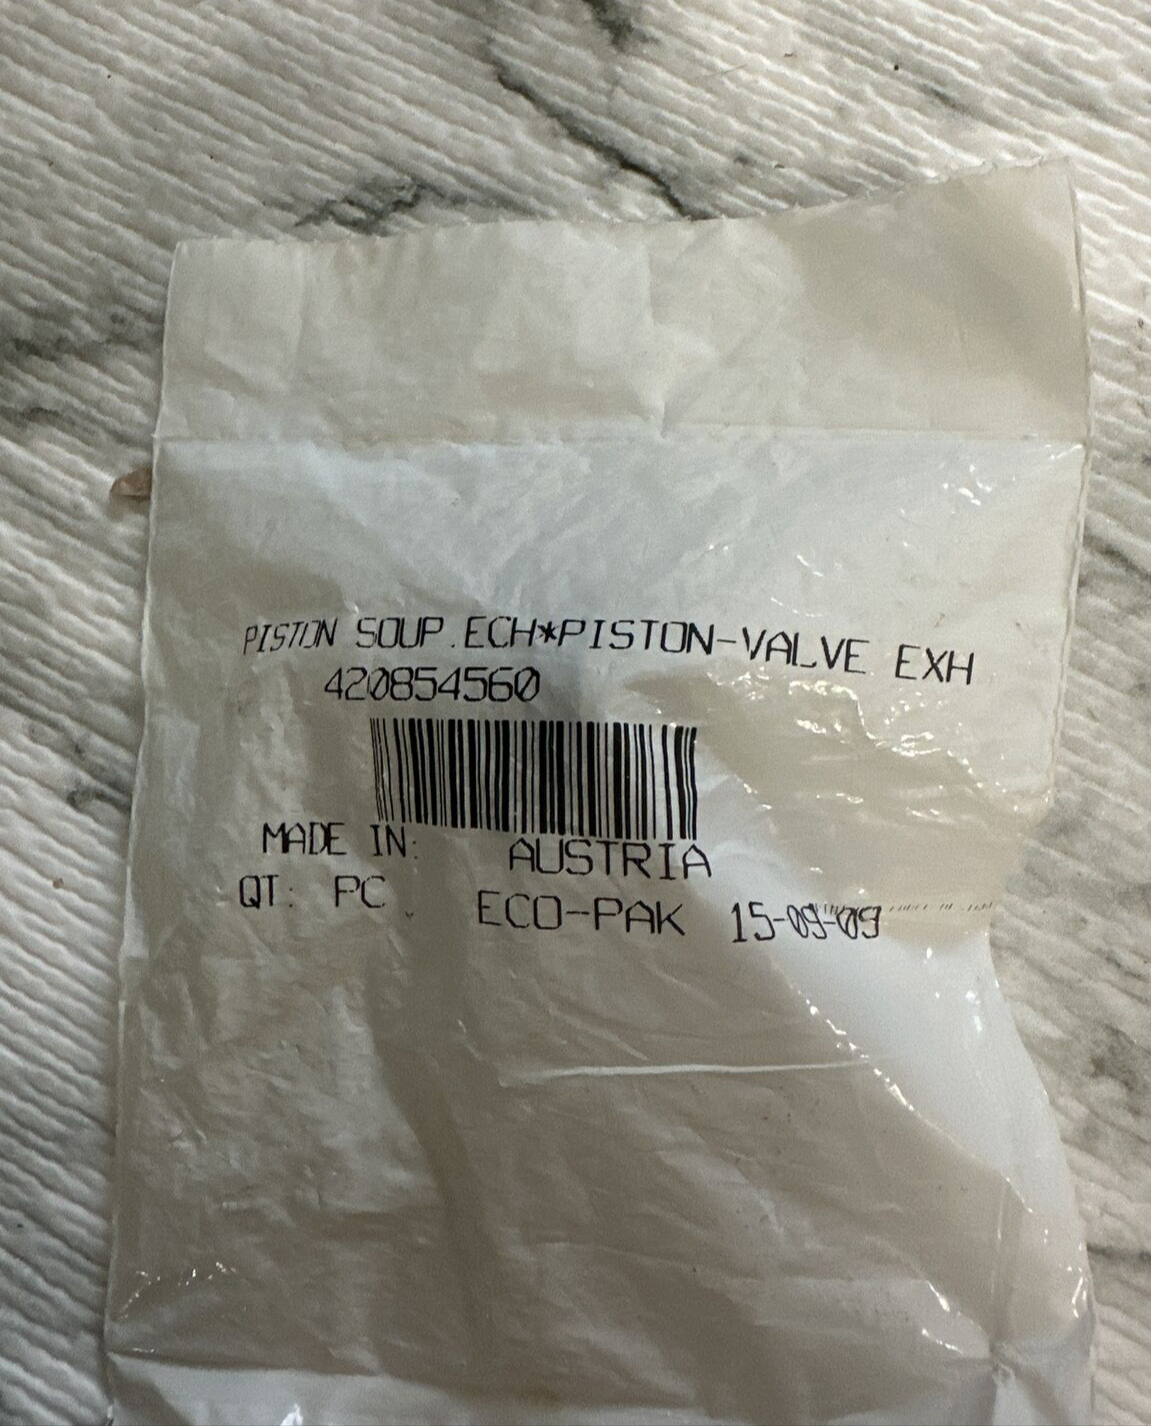 PISTON SOUP.ECH*PISTON-VALVE EXH
420854560
MADE IN: AUSTRIA
QT: PC ECO-PAK 15-09-09